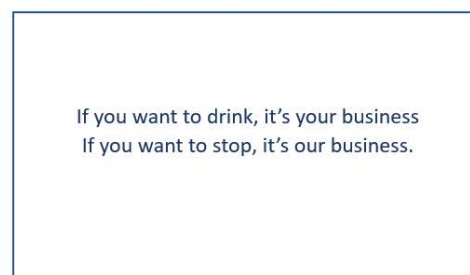 If you want to drink, it’s your business
If you want to stop, it’s our business.